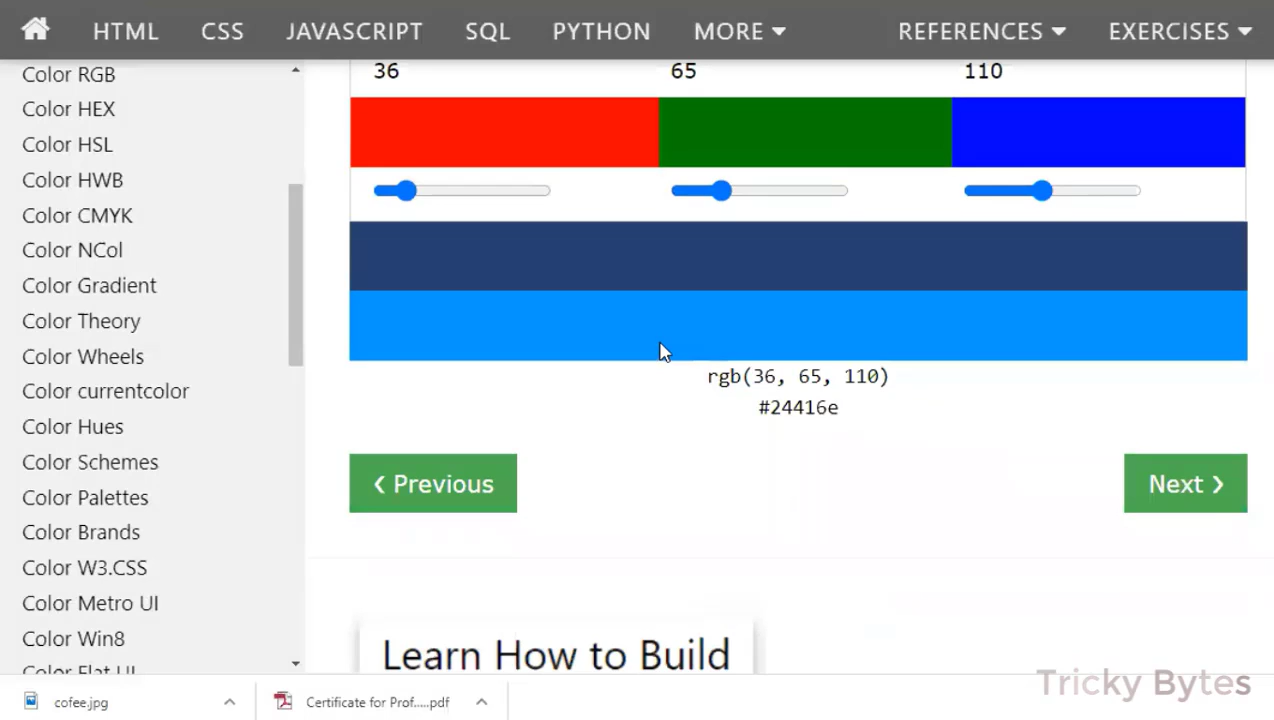 HTML CSS JAVASCRIPT SQL PYTHON MORE REFERENCES EXERCISES
Color RGB
Color HEX
Color HSL
Color HWB
Color CMYK
Color NCol
Color Gradient
Color Theory
Color Wheels
Color currentcolor
Color Hues
Color Schemes
Color Palettes
Color Brands
Color W3.CSS
Color Metro UI
Color Win8
Color Flat UI
36 65 110
rgb(36, 65, 110)
#24416e
❮ Previous
Next ❯
Learn How to Build
cofee.jpg
Certificate for Prof.....pdf
Tricky Bytes